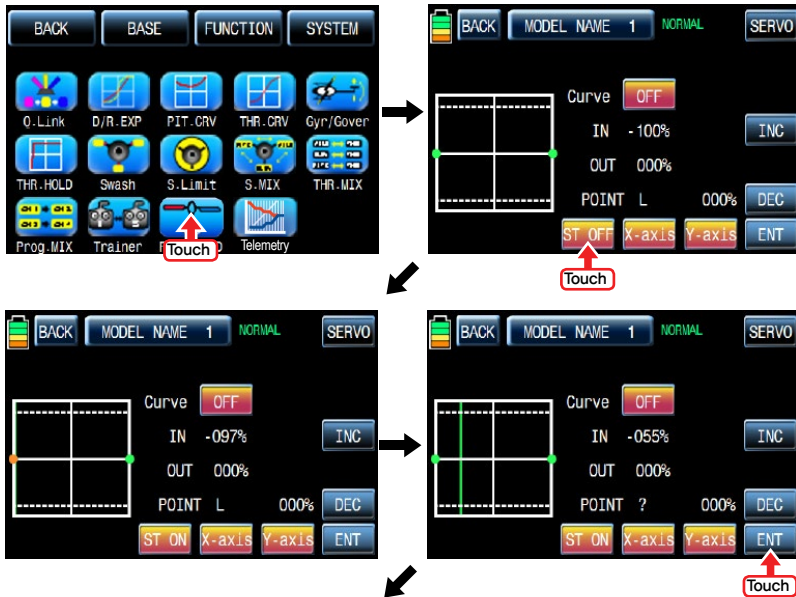 BACK BASE FUNCTION SYSTEM
Q.Link D/R.EXP PIT.CRV THR.CRV Gyr/Gover
THR.HOLD Swash S.Limit S.MIX THR.MIX
Prog.MIX Trainer Telemetry
Touch
BACK MODEL NAME 1 NORMAL SERVO
Curve OFF
IN -100% INC
OUT 000%
POINT L 000% DEC
ST OFF X-axis Y-axis ENT
Touch
BACK MODEL NAME 1 NORMAL SERVO
Curve OFF
IN -097% INC
OUT 000%
POINT L 000% DEC
ST ON X-axis Y-axis ENT
BACK MODEL NAME 1 NORMAL SERVO
Curve OFF
IN -055% INC
OUT 000%
POINT ? 000% DEC
ST ON X-axis Y-axis ENT
Touch